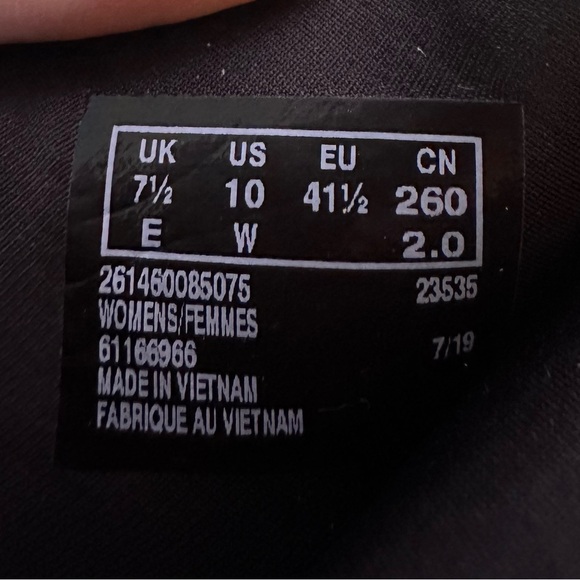 UK US EU CN
7½ 10 41½ 260
E W 2.0
261460085075 23535
WOMENS/FEMMES
61166966 7/19
MADE IN VIETNAM
FABRIQUE AU VIETNAM